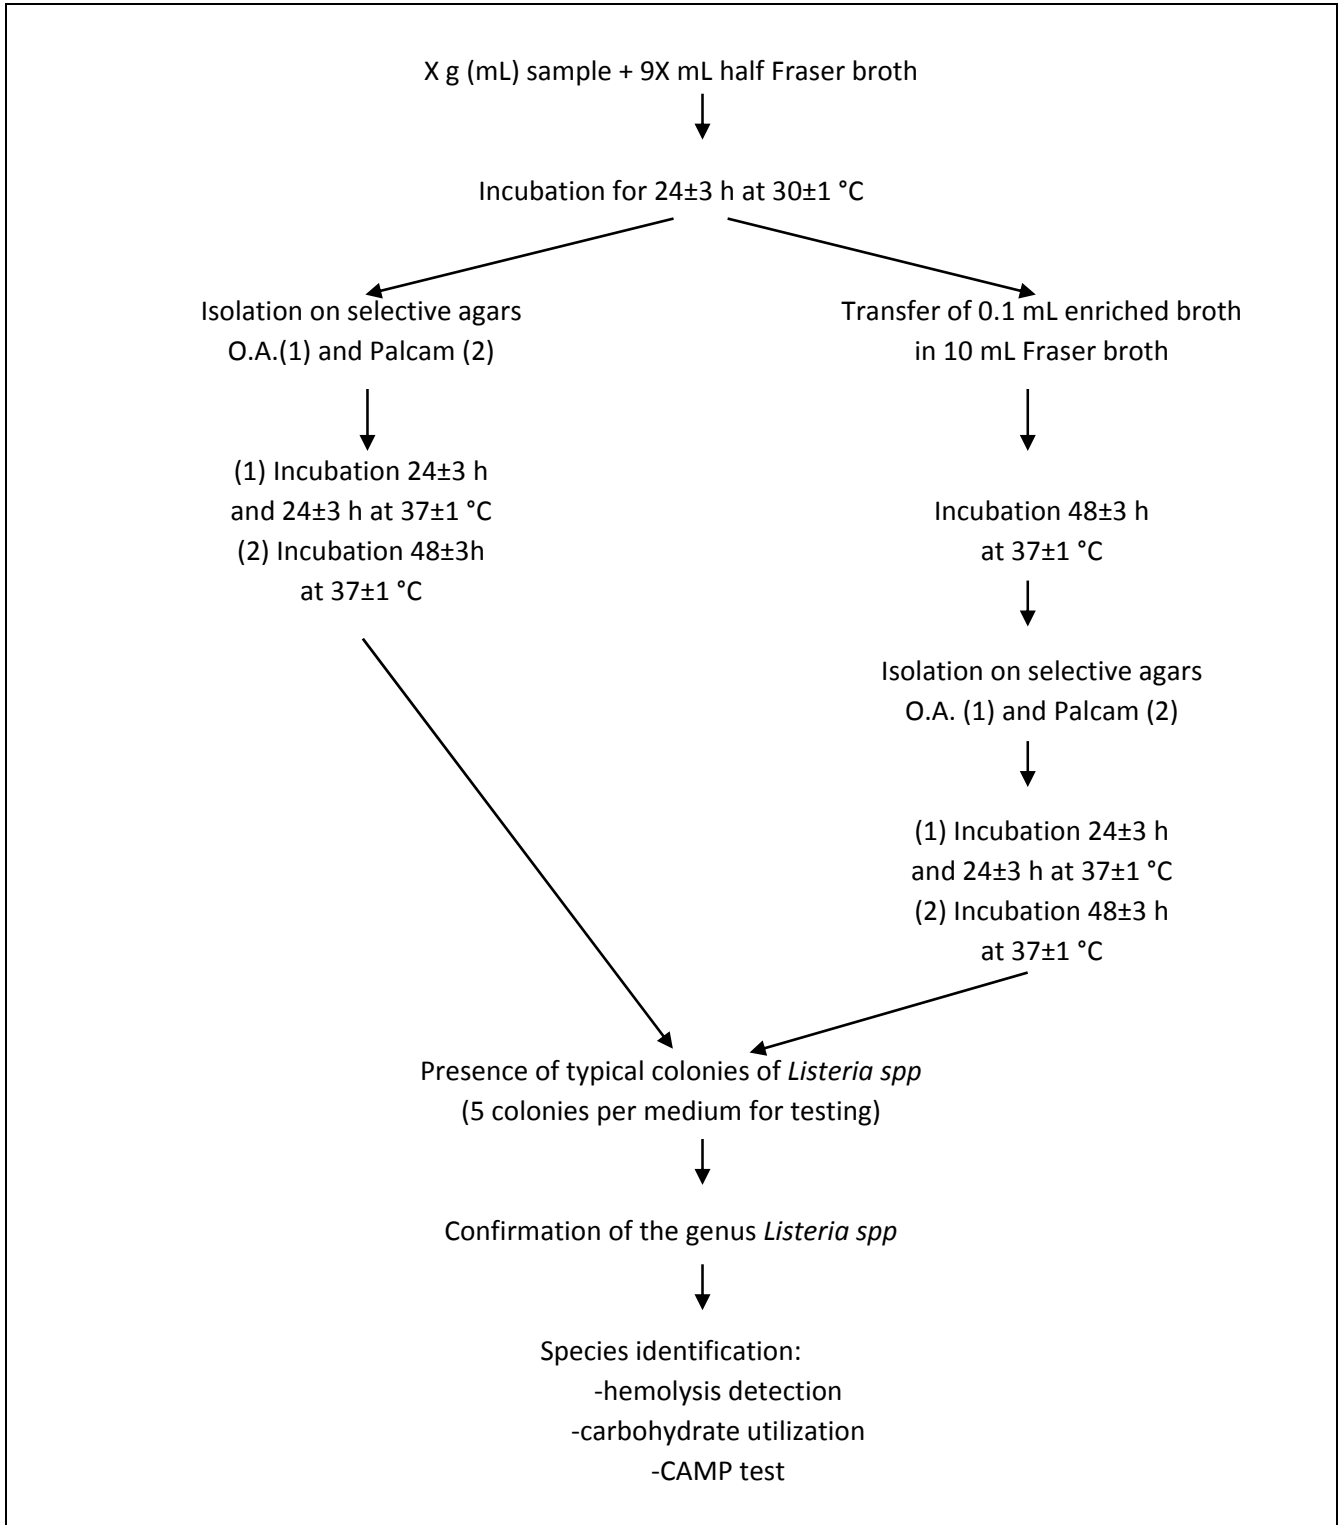 X g (mL) sample + 9X mL half Fraser broth
Incubation for 24±3 h at 30±1 °C
Isolation on selective agars
O.A.(1) and Palcam (2)
(1) Incubation 24±3 h
and 24±3 h at 37±1 °C
(2) Incubation 48±3h
at 37±1 °C
Transfer of 0.1 mL enriched broth
in 10 mL Fraser broth
Incubation 48±3 h
at 37±1 °C
Isolation on selective agars
O.A. (1) and Palcam (2)
(1) Incubation 24±3 h
and 24±3 h at 37±1 °C
(2) Incubation 48±3 h
at 37±1 °C
Presence of typical colonies of Listeria spp
(5 colonies per medium for testing)
Confirmation of the genus Listeria spp
Species identification:
-hemolysis detection
-carbohydrate utilization
-CAMP test